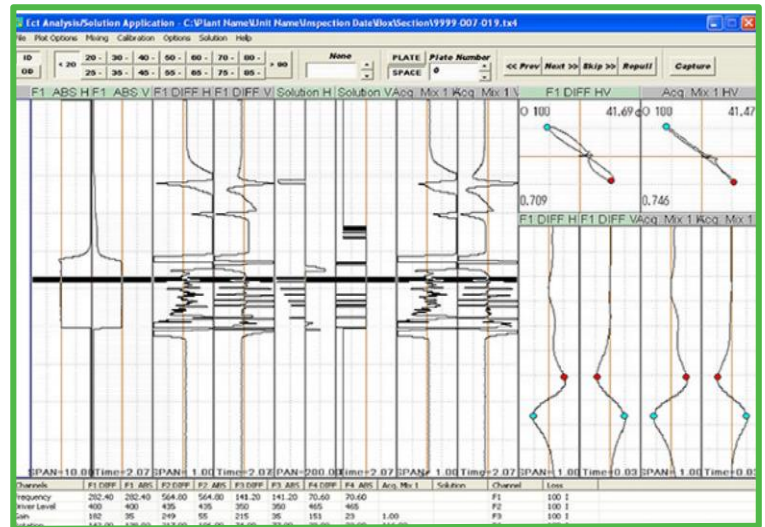 Ect Analysis/Solution Application - C:\Plant Name\Unit Name\Inspection Date\Box\Section\9999-007-019.tx4
File Plot Options Mixing Calibration Options Solution Help
ID 20 - 30 - 40 - 50 - 60 - 70 - 80 - None PLATE Plate Number
< 20 > 80 << Prev Next >> Skip >> Repull Capture
OD 25 - 35 - 45 - 55 - 65 - 75 - 85 - SPACE 0
F1 ABS H F1 ABS V F1 DIFF H F1 DIFF V Solution H Solution V Acq. Mix 1 Acq. Mix 1 F1 DIFF HV Acq. Mix 1 HV
100 41.69 100 41.47
0.709 0.746
F1 DIFF H F1 DIFF V Acq. Mix 1 Acq. Mix 1
SPAN=10.00 Time=2.07 SPAN= 1.00 Time=2.07 PAN=200.0 Time=2.07 SPAN= 1.00 Time=2.07 SPAN= 1.00 Time=0.03 SPAN= 1.00 Time=0.03
Channels F1 DIFF F1 ABS F2 DIFF F2 ABS F3 DIFF F3 ABS F4 DIFF F4 ABS Acq. Mix 1 Solution Channel Loss
Frequency 282.40 282.40 564.80 564.80 141.20 141.20 70.60 70.60 F1 100
Driver Level 400 400 435 435 350 350 465 465 F2 100
Gain 182 35 249 55 215 35 151 23 1.00 F3 100